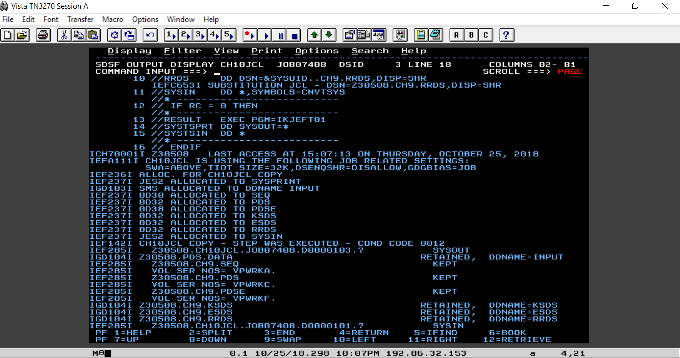 Vista TN3270 Session A
File Edit Font Transfer Macro Options Window Help
1 2 3 4 5 A B C ?
Display Filter View Print Options Search Help
SDSF OUTPUT DISPLAY CH10JCL JOB07408 DSID 3 LINE 18 COLUMNS 02- 81
COMMAND INPUT ===> SCROLL ===> PAGE
10 //RRDS DD DSN=&SYSUID..CH9.RRDS,DISP=SHR
IEFC653I SUBSTITUTION JCL - DSN=Z30508.CH9.RRDS,DISP=SHR
11 //SYSIN DD *,SYMBOLS=CNVTSYS
//* ---------------------------
12 // IF RC = 0 THEN
//* ---------------------------
13 //RESULT EXEC PGM=IKJEFT01
14 //SYSTSPRT DD SYSOUT=*
15 //SYSTSIN DD *
//* ---------------------------
16 // ENDIF
ICH70001I Z30508 LAST ACCESS AT 15:07:13 ON THURSDAY, OCTOBER 25, 2018
IEFA111I CH10JCL IS USING THE FOLLOWING JOB RELATED SETTINGS:
SWA=ABOVE,TIOT SIZE=32K,DSENQSHR=DISALLOW,GDGBIAS=JOB
IEF236I ALLOC. FOR CH10JCL COPY
IEF237I JES2 ALLOCATED TO SYSPRINT
IGD103I SMS ALLOCATED TO DDNAME INPUT
IEF237I 0D30 ALLOCATED TO SEQ
IEF237I 0D32 ALLOCATED TO PDS
IEF237I 0D38 ALLOCATED TO PDSE
IEF237I 0D32 ALLOCATED TO KSDS
IEF237I 0D32 ALLOCATED TO ESDS
IEF237I 0D32 ALLOCATED TO RRDS
IEF237I JES2 ALLOCATED TO SYSIN
IEF142I CH10JCL COPY - STEP WAS EXECUTED - COND CODE 0012
IEF285I Z30508.CH10JCL.JOB07408.D0000103.? SYSOUT
IGD104I Z30508.PDS.DATA RETAINED, DDNAME=INPUT
IEF285I Z30508.CH9.SEQ KEPT
IEF285I VOL SER NOS= VPWRKA.
IEF285I Z30508.CH9.PDS KEPT
IEF285I VOL SER NOS= VPWRKC.
IEF285I Z30508.CH9.PDSE KEPT
IEF285I VOL SER NOS= VPWRKF.
IGD104I Z30508.CH9.KSDS RETAINED, DDNAME=KSDS
IGD104I Z30508.CH9.ESDS RETAINED, DDNAME=ESDS
IGD104I Z30508.CH9.RRDS RETAINED, DDNAME=RRDS
IEF285I Z30508.CH10JCL.JOB07408.D0000101.? SYSIN
PF 1=HELP 2=SPLIT 3=END 4=RETURN 5=IFIND 6=BOOK
PF 7=UP 8=DOWN 9=SWAP 10=LEFT 11=RIGHT 12=RETRIEVE
0.1 10/25/18.298 10:07PM 192.86.32.153 a 4,21